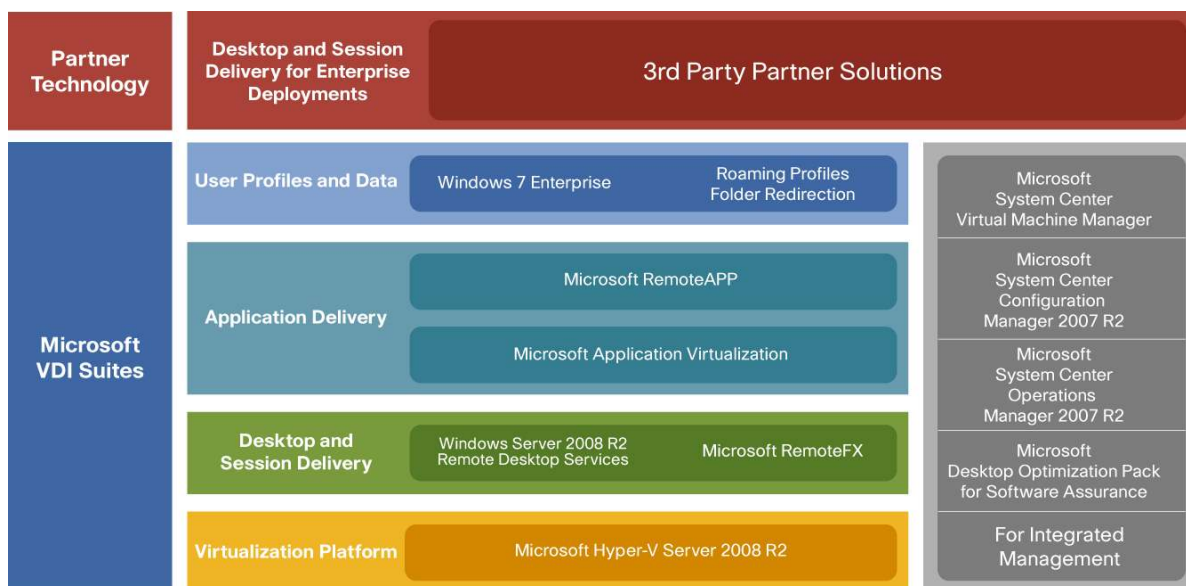 Partner
Technology
Desktop and Session
Delivery for Enterprise
Deployments
3rd Party Partner Solutions
Microsoft
VDI Suites
User Profiles and Data
Windows 7 Enterprise
Roaming Profiles
Folder Redirection
Application Delivery
Microsoft RemoteAPP
Microsoft Application Virtualization
Desktop and
Session Delivery
Windows Server 2008 R2
Remote Desktop Services
Microsoft RemoteFX
Virtualization Platform
Microsoft Hyper-V Server 2008 R2
Microsoft
System Center
Virtual Machine Manager
Microsoft
System Center
Configuration
Manager 2007 R2
Microsoft
System Center
Operations
Manager 2007 R2
Microsoft
Desktop Optimization Pack
for Software Assurance
For Integrated
Management